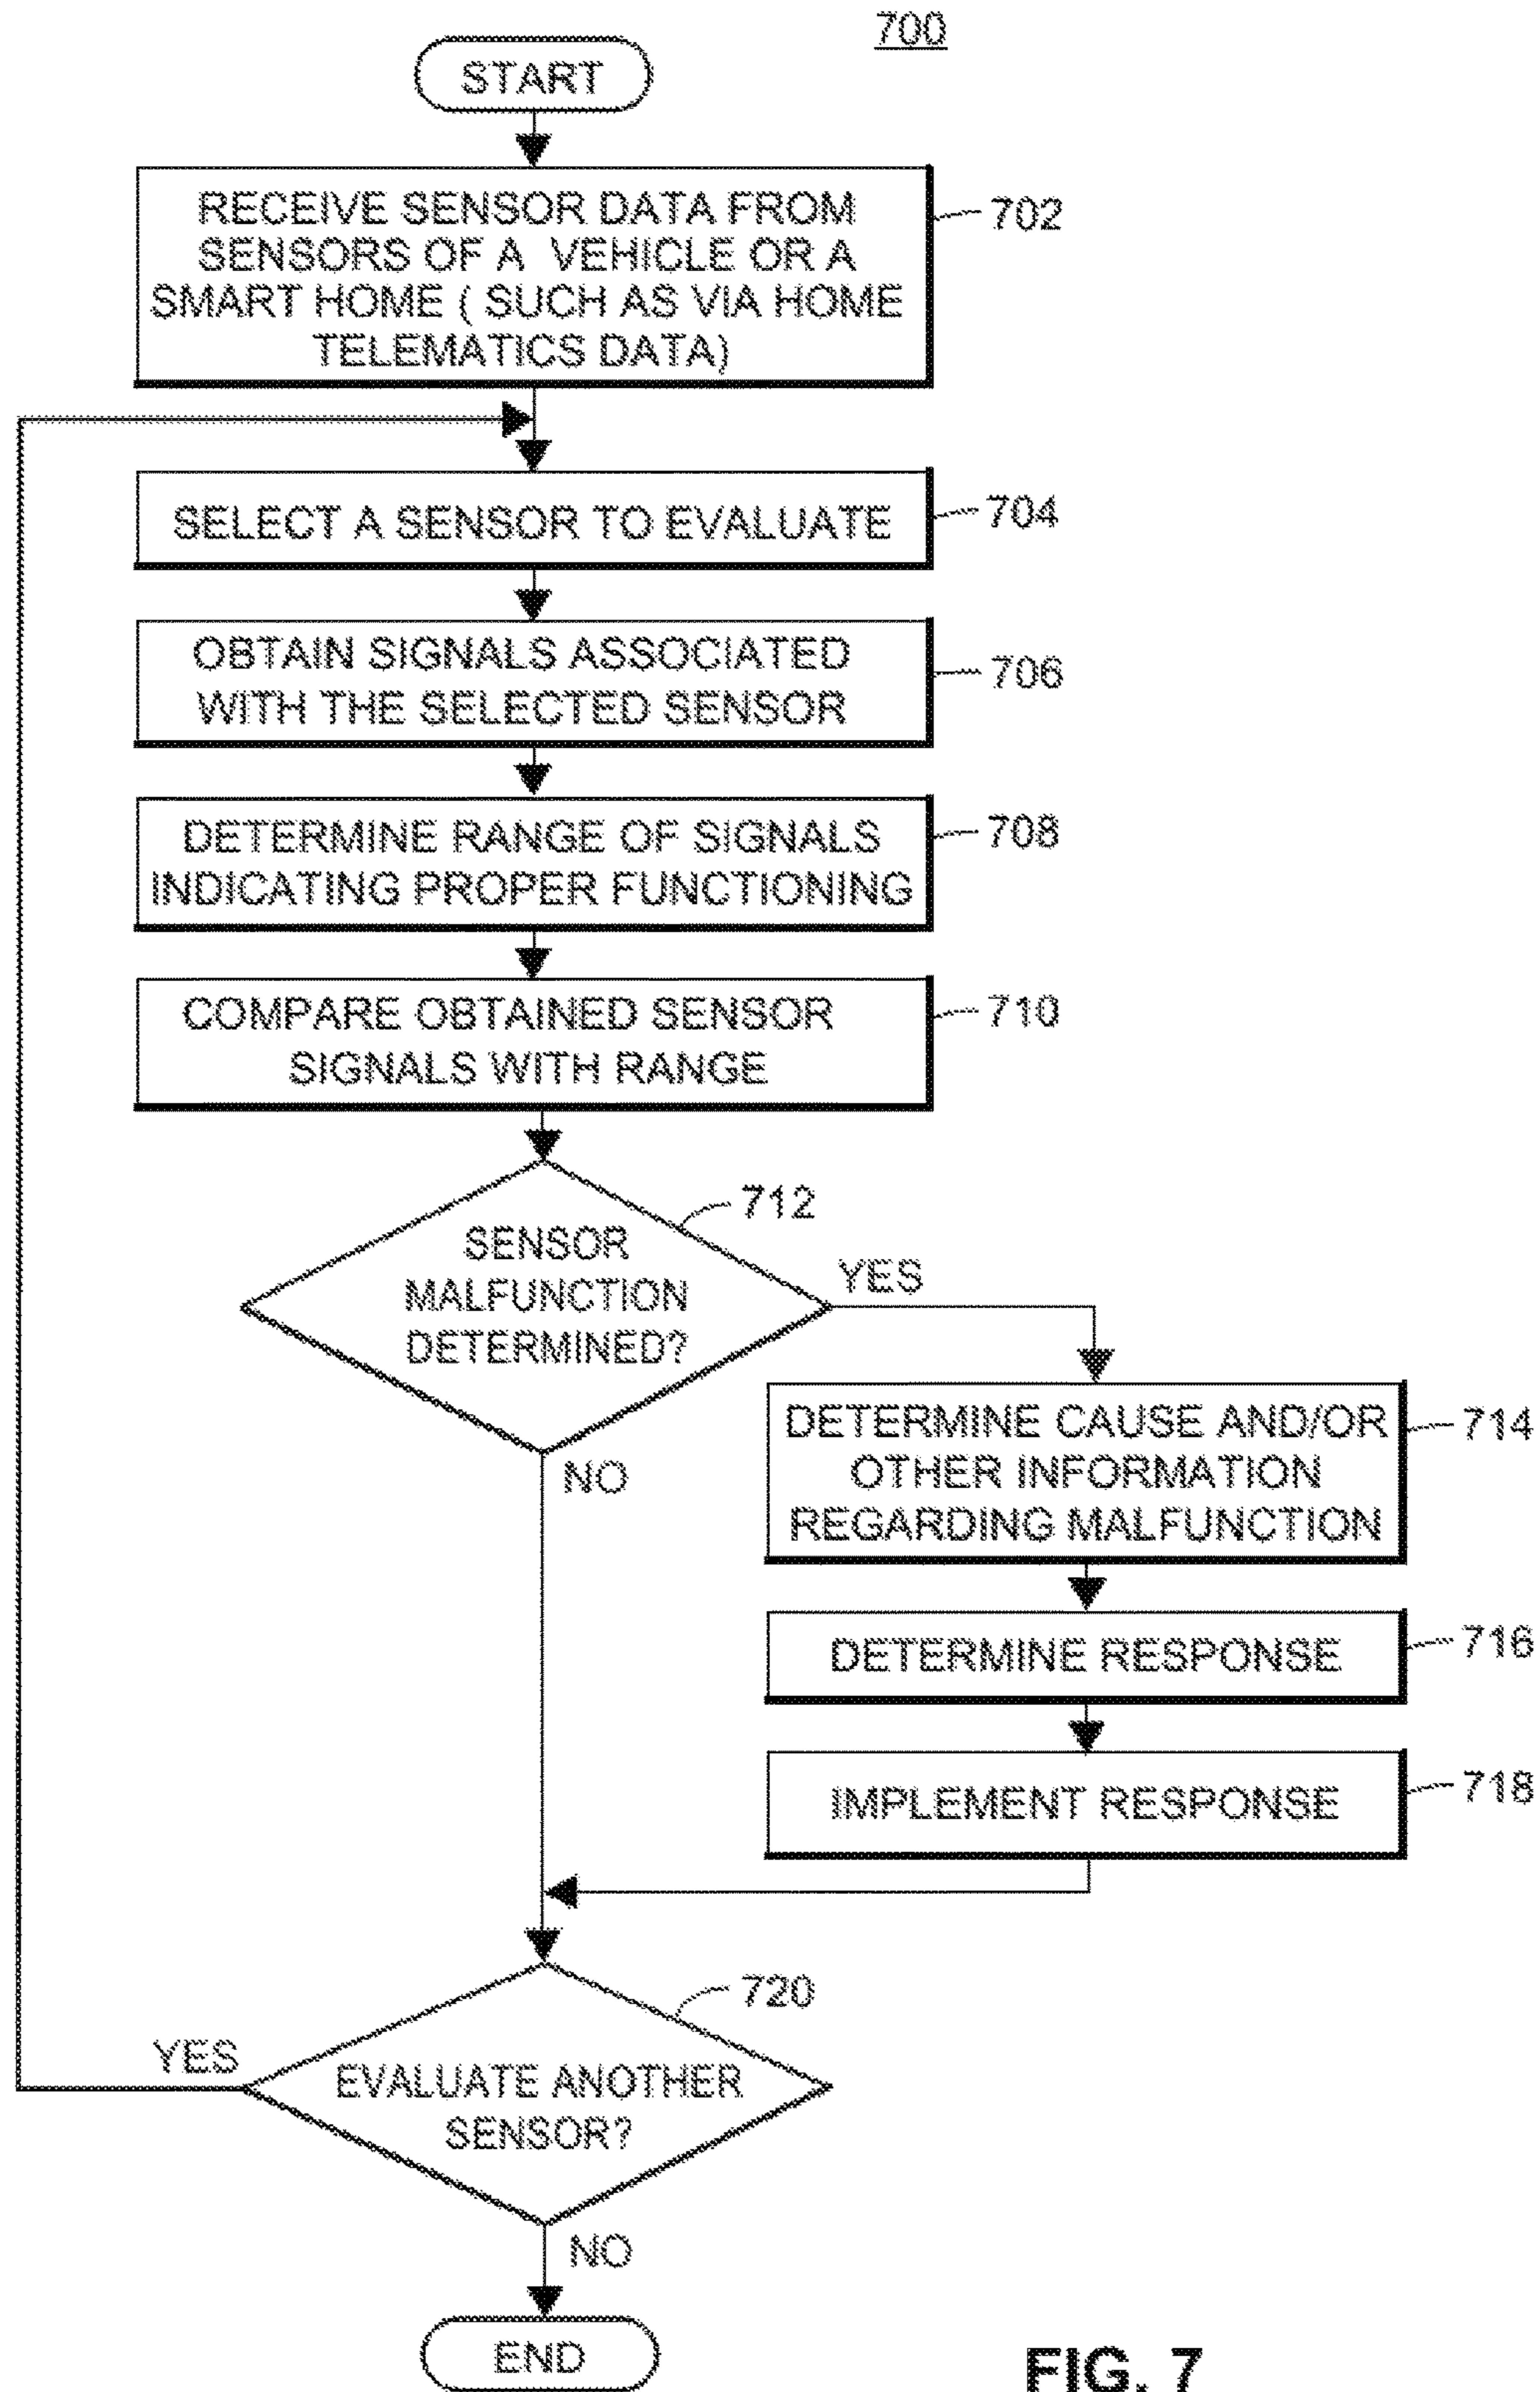 700
START
RECEIVE SENSOR DATA FROM
SENSORS OF A VEHICLE OR A
SMART HOME ( SUCH AS VIA HOME
TELEMATICS DATA)
702
SELECT A SENSOR TO EVALUATE
704
OBTAIN SIGNALS ASSOCIATED
WITH THE SELECTED SENSOR
706
DETERMINE RANGE OF SIGNALS
INDICATING PROPER FUNCTIONING
708
COMPARE OBTAINED SENSOR
SIGNALS WITH RANGE
710
712
SENSOR
MALFUNCTION
DETERMINED?
YES
NO
DETERMINE CAUSE AND/OR
OTHER INFORMATION
REGARDING MALFUNCTION
714
DETERMINE RESPONSE
716
IMPLEMENT RESPONSE
718
720
YES
EVALUATE ANOTHER
SENSOR?
NO
END
FIG. 7